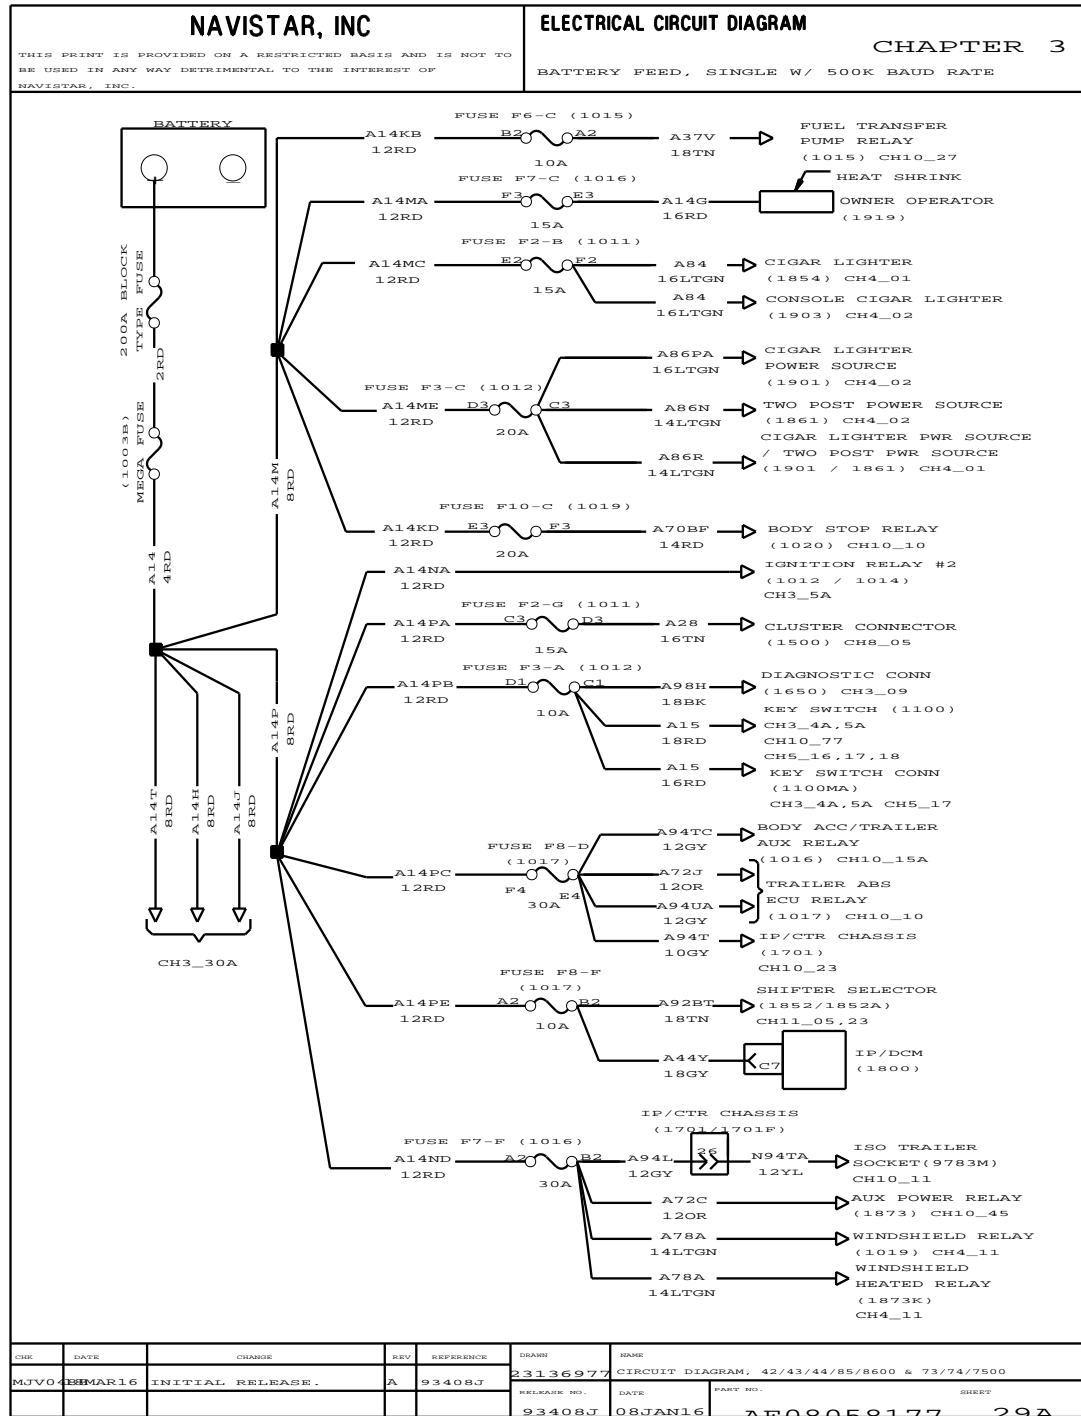 NAVISTAR, INC
THIS PRINT IS PROVIDED ON A RESTRICTED BASIS AND IS NOT TO
BE USED IN ANY WAY DETRIMENTAL TO THE INTEREST OF
NAVISTAR, INC.
ELECTRICAL CIRCUIT DIAGRAM
CHAPTER 3
BATTERY FEED, SINGLE W/ 500K BAUD RATE
BATTERY
200A BLOCK
TYPE FUSE
2RD
(1003B)
MEGA FUSE
A14
4RD
A14M
8RD
A14P
8RD
A14T
8RD
A14H
8RD
A14J
8RD
CH3_30A
FUSE F6-C (1015)
A14KB
12RD
B2
A2
10A
A37V
18TN
FUEL TRANSFER
PUMP RELAY
(1015) CH10_27
FUSE F7-C (1016)
A14MA
12RD
F3
E3
15A
A14G
16RD
HEAT SHRINK
OWNER OPERATOR
(1919)
FUSE F2-B (1011)
A14MC
12RD
E2
F2
15A
A84
16LTGN
CIGAR LIGHTER
(1854) CH4_01
A84
16LTGN
CONSOLE CIGAR LIGHTER
(1903) CH4_02
A86PA
16LTGN
CIGAR LIGHTER
POWER SOURCE
(1901) CH4_02
FUSE F3-C (1012)
A14ME
12RD
D3
C3
20A
A86N
14LTGN
TWO POST POWER SOURCE
(1861) CH4_02
A86R
14LTGN
CIGAR LIGHTER PWR SOURCE
/ TWO POST PWR SOURCE
(1901 / 1861) CH4_01
FUSE F10-C (1019)
A14KD
12RD
E3
F3
20A
A70BF
14RD
BODY STOP RELAY
(1020) CH10_10
A14NA
12RD
IGNITION RELAY #2
(1012 / 1014)
CH3_5A
FUSE F2-G (1011)
A14PA
12RD
C3
D3
15A
A28
16TN
CLUSTER CONNECTOR
(1500) CH8_05
FUSE F3-A (1012)
A14PB
12RD
D1
C1
10A
A98H
18BK
DIAGNOSTIC CONN
(1650) CH3_09
A15
18RD
KEY SWITCH (1100)
CH3_4A,5A
CH10_77
CH5_16,17,18
A15
16RD
KEY SWITCH CONN
(1100MA)
CH3_4A,5A CH5_17
A94TC
12GY
BODY ACC/TRAILER
AUX RELAY
(1016) CH10_15A
FUSE F8-D
(1017)
A14PC
12RD
F4
E4
30A
A72J
12OR
A94UA
12GY
TRAILER ABS
ECU RELAY
(1017) CH10_10
A94T
10GY
IP/CTR CHASSIS
(1701)
CH10_23
FUSE F8-F
(1017)
A14PE
12RD
A2
B2
10A
A92BT
18TN
SHIFTER SELECTOR
(1852/1852A)
CH11_05,23
A44Y
18GY
C7
IP/DCM
(1800)
IP/CTR CHASSIS
(1701/1701F)
FUSE F7-F (1016)
A14ND
12RD
A2
B2
30A
A94L
12GY
26
N94TA
12YL
ISO TRAILER
SOCKET(9783M)
CH10_11
A72C
12OR
AUX POWER RELAY
(1873) CH10_45
A78A
14LTGN
WINDSHIELD RELAY
(1019) CH4_11
A78A
14LTGN
WINDSHIELD
HEATED RELAY
(1873K)
CH4_11
CHK DATE CHANGE REV REFERENCE
INITIAL RELEASE. A 93408J
DRAWN
23136977
NAME
CIRCUIT DIAGRAM, 42/43/44/85/8600 & 73/74/7500
RELEASE NO.
93408J
DATE
08JAN16
PART NO.
SHEET
29A